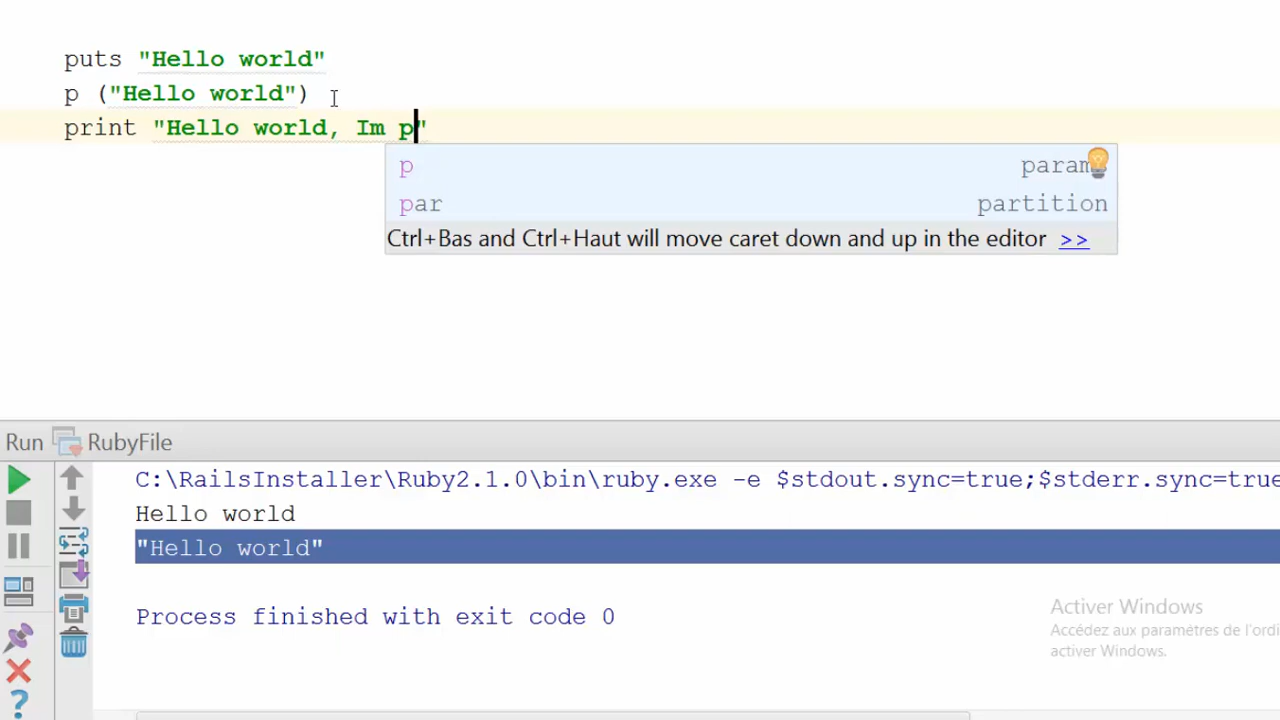 puts "Hello world"
p ("Hello world")
print "Hello world, Im p"
p param
par partition
Ctrl+Bas and Ctrl+Haut will move caret down and up in the editor >>
Run RubyFile
C:\RailsInstaller\Ruby2.1.0\bin\ruby.exe -e $stdout.sync=true;$stderr.sync=true
Hello world
"Hello world"
Process finished with exit code 0
Activer Windows
Accédez aux paramètres de l'ordi
activer Windows.